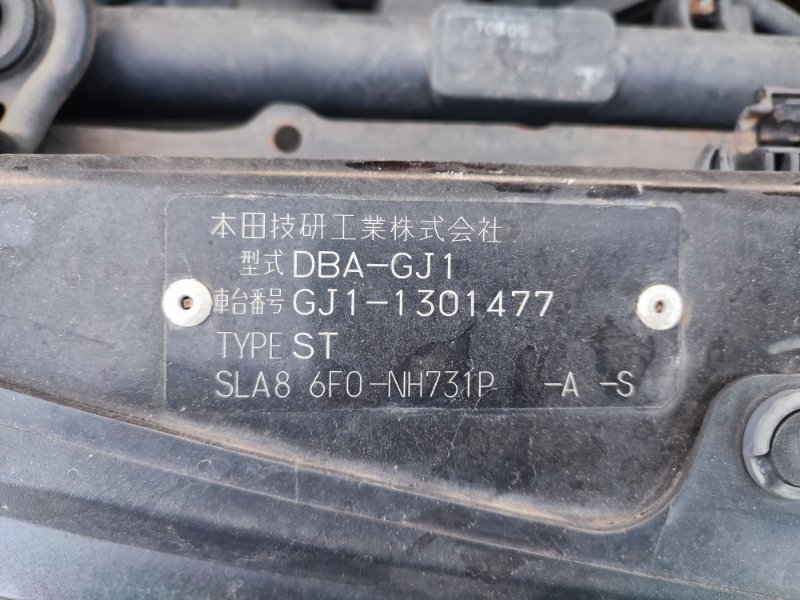 本田技研工業株式会社
型式 DBA-GJ1
車台番号 GJ1-1301477
TYPE ST
SLA8 6F0-NH731P -A -S